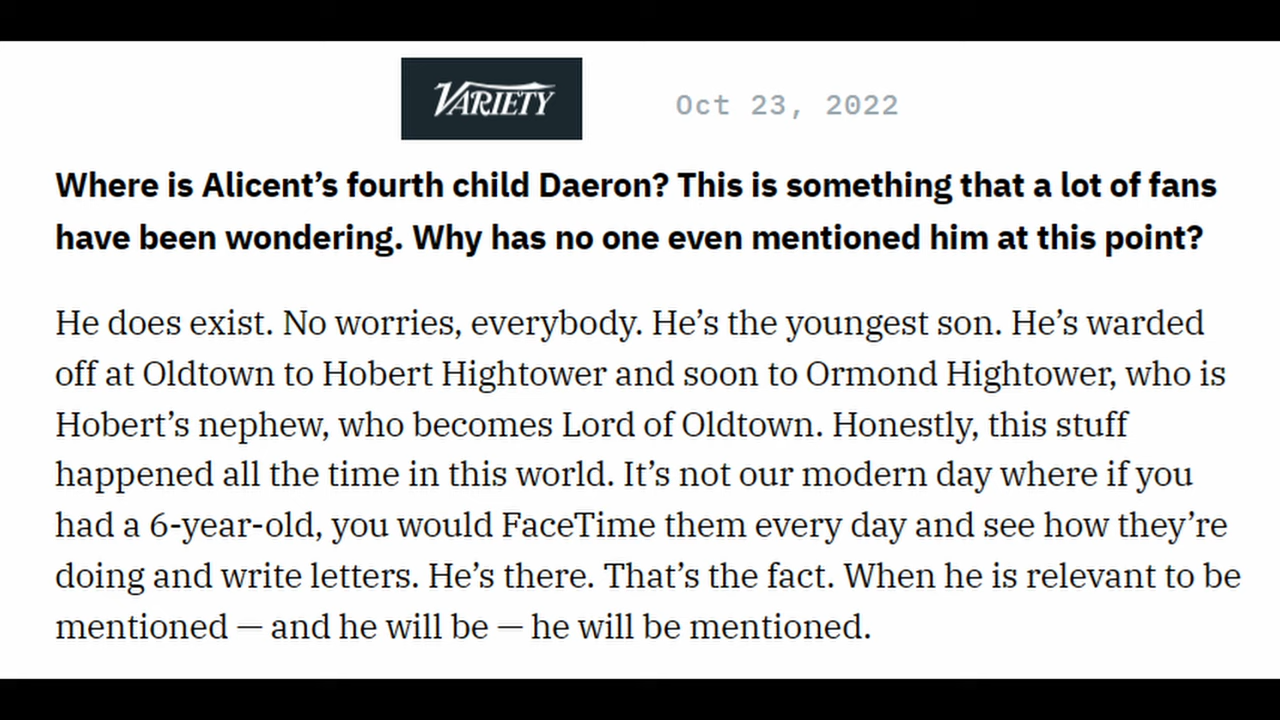 VARIETY
Oct 23, 2022
Where is Alicent’s fourth child Daeron? This is something that a lot of fans
have been wondering. Why has no one even mentioned him at this point?
He does exist. No worries, everybody. He’s the youngest son. He’s warded
off at Oldtown to Hobert Hightower and soon to Ormond Hightower, who is
Hobert’s nephew, who becomes Lord of Oldtown. Honestly, this stuff
happened all the time in this world. It’s not our modern day where if you
had a 6-year-old, you would FaceTime them every day and see how they’re
doing and write letters. He’s there. That’s the fact. When he is relevant to be
mentioned — and he will be — he will be mentioned.